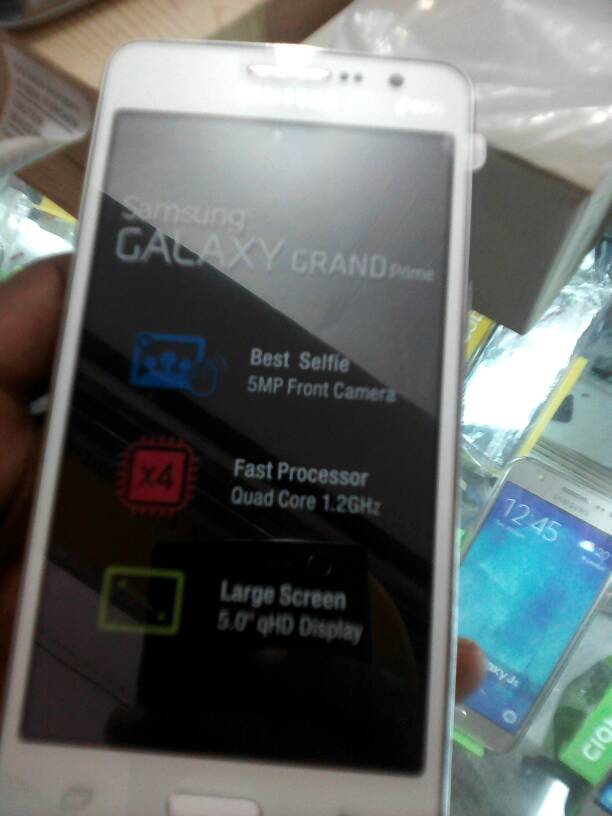 Samsung
GALAXY GRAND Prime
Best Selfie
5MP Front Camera
x4
Fast Processor
Quad Core 1.2GHz
Large Screen
5.0" qHD Display
12:45